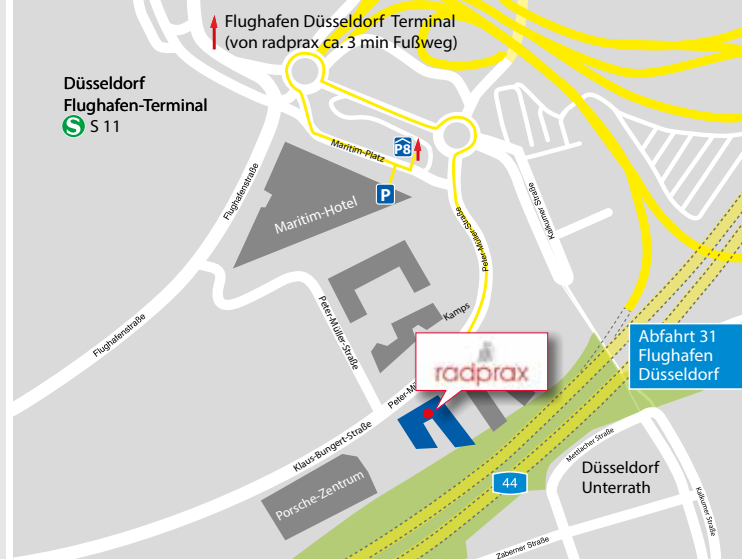 Flughafen Düsseldorf Terminal
(von radprax ca. 3 min Fußweg)
Düsseldorf
Flughafen-Terminal
S S 11
Maritim-Platz
P8
P
Flughafenstraße
Maritim-Hotel
Kalkumer Straße
Peter-Müller-Straße
Peter-Müller-Straße
Kamps
Flughafenstraße
Abfahrt 31
Flughafen
Düsseldorf
radprax
Peter-Mü
Klaus-Bungert-Straße
Mettlacher Straße
Düsseldorf
Unterrath
44
Porsche-Zentrum
Kalkumer Straße
Zaberner Straße